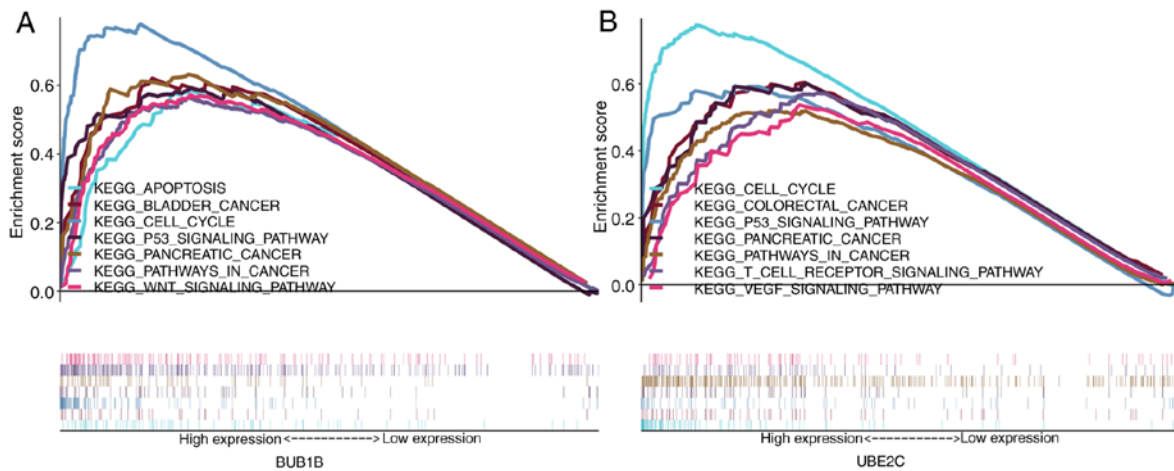 A
Enrichment score
0.6
0.4
0.2
0.0
KEGG_APOPTOSIS
KEGG_BLADDER_CANCER
KEGG_CELL_CYCLE
KEGG_P53_SIGNALING_PATHWAY
KEGG_PANCREATIC_CANCER
KEGG_PATHWAYS_IN_CANCER
KEGG_WNT_SIGNALING_PATHWAY
High expression<------------>Low expression
BUB1B
B
Enrichment score
0.6
0.4
0.2
0.0
KEGG_CELL_CYCLE
KEGG_COLORECTAL_CANCER
KEGG_P53_SIGNALING_PATHWAY
KEGG_PANCREATIC_CANCER
KEGG_PATHWAYS_IN_CANCER
KEGG_T_CELL_RECEPTOR_SIGNALING_PATHWAY
KEGG_VEGF_SIGNALING_PATHWAY
High expression<------------>Low expression
UBE2C